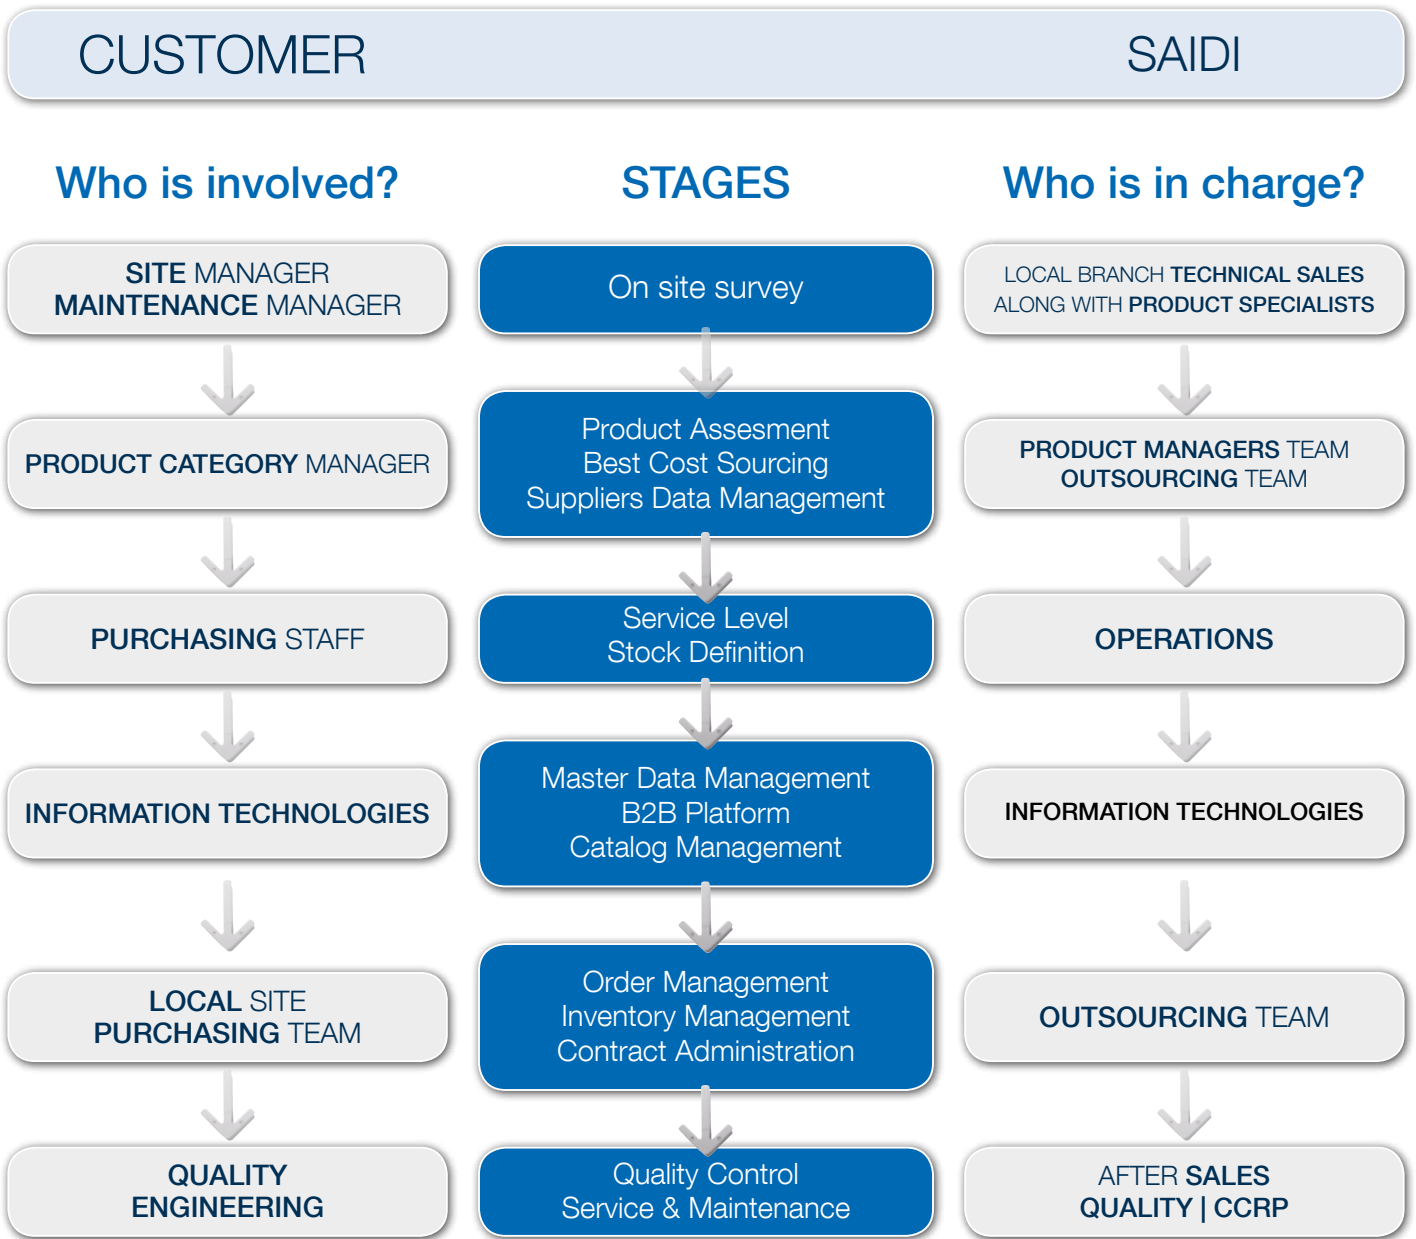 CUSTOMER SAIDI
Who is involved? STAGES Who is in charge?
SITE MANAGER
MAINTENANCE MANAGER
On site survey
LOCAL BRANCH TECHNICAL SALES
ALONG WITH PRODUCT SPECIALISTS
PRODUCT CATEGORY MANAGER
Product Assesment
Best Cost Sourcing
Suppliers Data Management
PRODUCT MANAGERS TEAM
OUTSOURCING TEAM
PURCHASING STAFF
Service Level
Stock Definition
OPERATIONS
INFORMATION TECHNOLOGIES
Master Data Management
B2B Platform
Catalog Management
INFORMATION TECHNOLOGIES
LOCAL SITE
PURCHASING TEAM
Order Management
Inventory Management
Contract Administration
OUTSOURCING TEAM
QUALITY
ENGINEERING
Quality Control
Service & Maintenance
AFTER SALES
QUALITY | CCRP